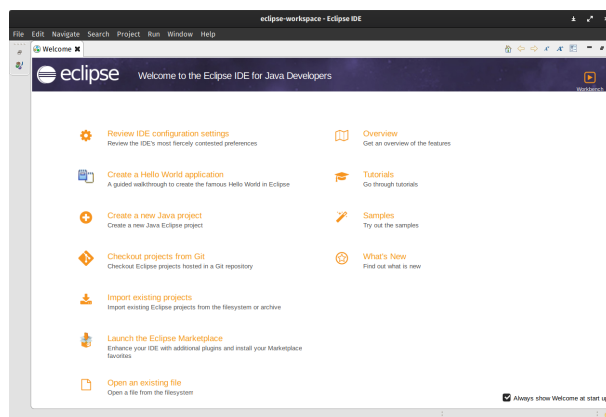 eclipse-workspace - Eclipse IDE
File Edit Navigate Search Project Run Window Help
Welcome
eclipse Welcome to the Eclipse IDE for Java Developers
Workbench
Review IDE configuration settings
Review the IDE's most fiercely contested preferences
Overview
Get an overview of the features
Create a Hello World application
A guided walkthrough to create the famous Hello World in Eclipse
Tutorials
Go through tutorials
Create a new Java project
Create a new Java Eclipse project
Samples
Try out the samples
Checkout projects from Git
Checkout Eclipse projects hosted in a Git repository
What's New
Find out what is new
Import existing projects
Import existing Eclipse projects from the filesystem or archive
Launch the Eclipse Marketplace
Enhance your IDE with additional plugins and install your Marketplace
favorites
Open an existing file
Open a file from the filesystem
Always show Welcome at start up